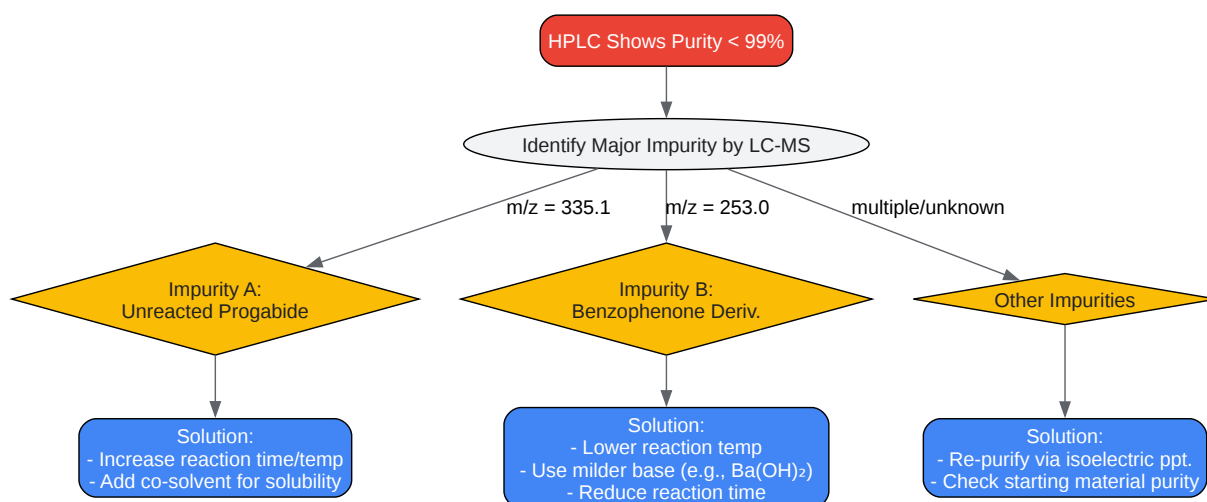 HPLC Shows Purity < 99%
Identify Major Impurity by LC-MS
m/z = 335.1
m/z = 253.0
multiple/unknown
Impurity A:
Unreacted Progabide
Impurity B:
Benzophenone Deriv.
Other Impurities
Solution:
- Increase reaction time/temp
- Add co-solvent for solubility
Solution:
- Lower reaction temp
- Use milder base (e.g., Ba(OH)₂)
- Reduce reaction time
Solution:
- Re-purify via isoelectric ppt.
- Check starting material purity